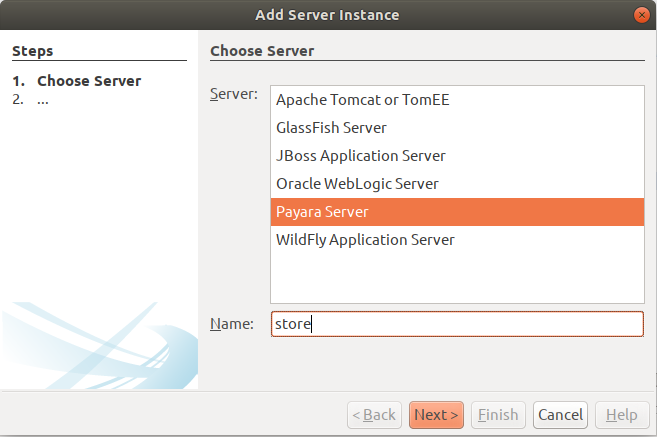 Add Server Instance
Steps
1. Choose Server
2. ...
Choose Server
Server:
Apache Tomcat or TomEE
GlassFish Server
JBoss Application Server
Oracle WebLogic Server
Payara Server
WildFly Application Server
Name: store
< Back Next > Finish Cancel Help